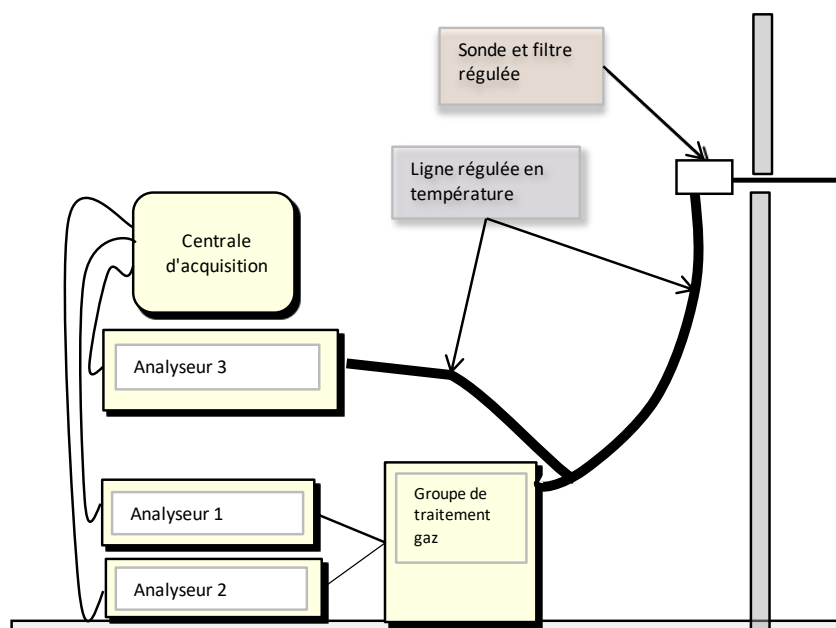 Sonde et filtre
régulée
Ligne régulée en
température
Centrale
d'acquisition
Analyseur 3
Analyseur 1
Analyseur 2
Groupe de
traitement
gaz